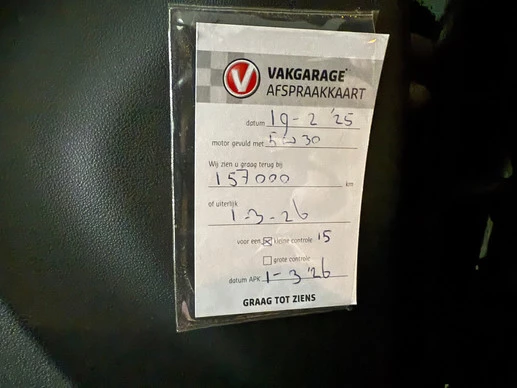 V VAKGARAGE
AFSPRAAKKAART
datum 19-2 '25
motor gevuld met 5W30
Wij zien u graag terug bij
157000 km
of uiterlijk
1-3-26
voor een ☒ kleine controle 15
☐ grote controle
datum APK 1-3 '26
GRAAG TOT ZIENS